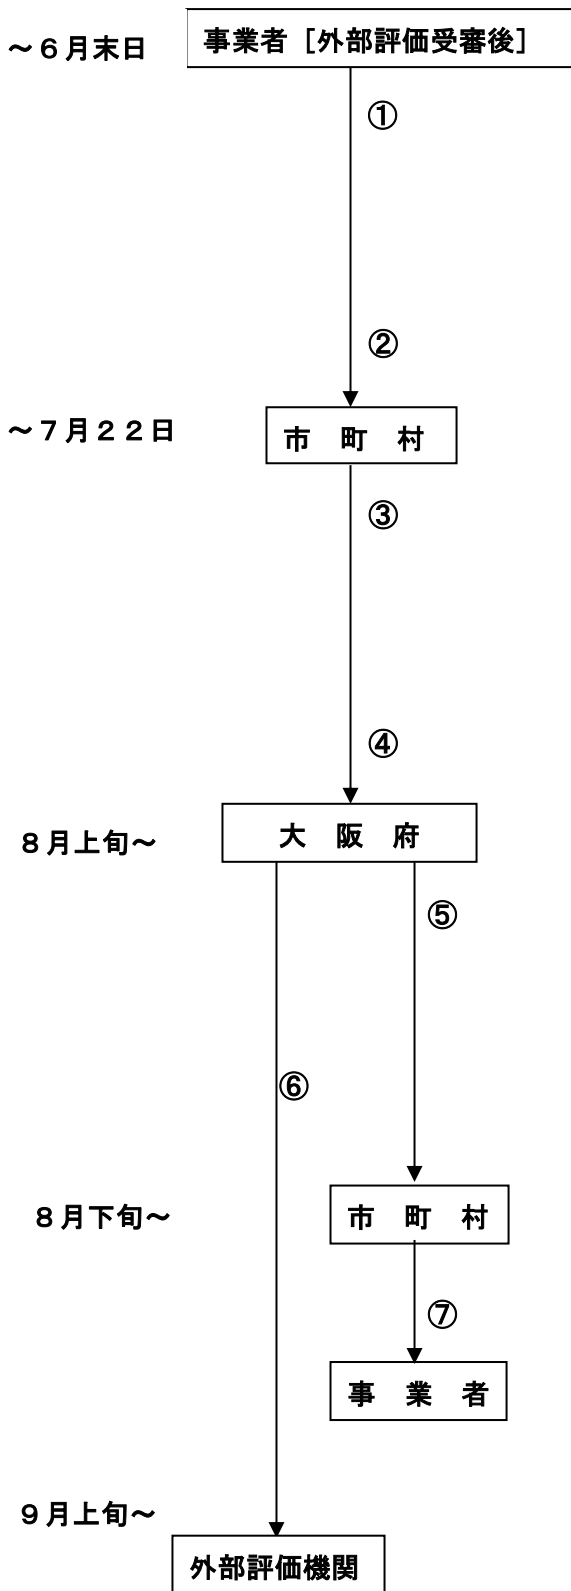 ～６月末日
事業者［外部評価受審後］
①
②
～７月２２日
市　町　村
③
④
８月上旬～
大　阪　府
⑤
⑥
８月下旬～
市　町　村
⑦
事　業　者
９月上旬～
外部評価機関